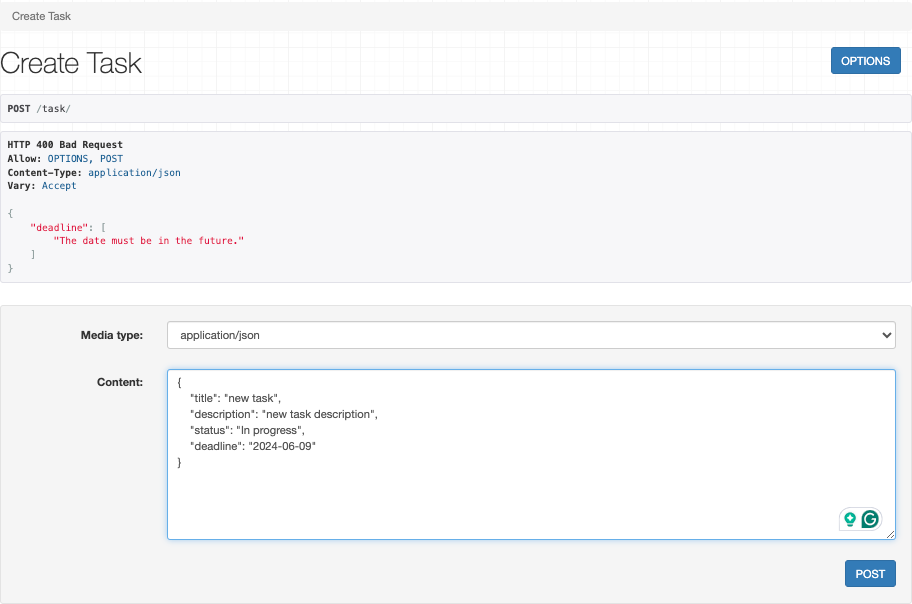 Create Task
Create Task
OPTIONS
POST /task/
HTTP 400 Bad Request
Allow: OPTIONS, POST
Content-Type: application/json
Vary: Accept
{
    "deadline": [
        "The date must be in the future."
    ]
}
Media type:
application/json
Content:
{
    "title": "new task",
    "description": "new task description",
    "status": "In progress",
    "deadline": "2024-06-09"
}
POST